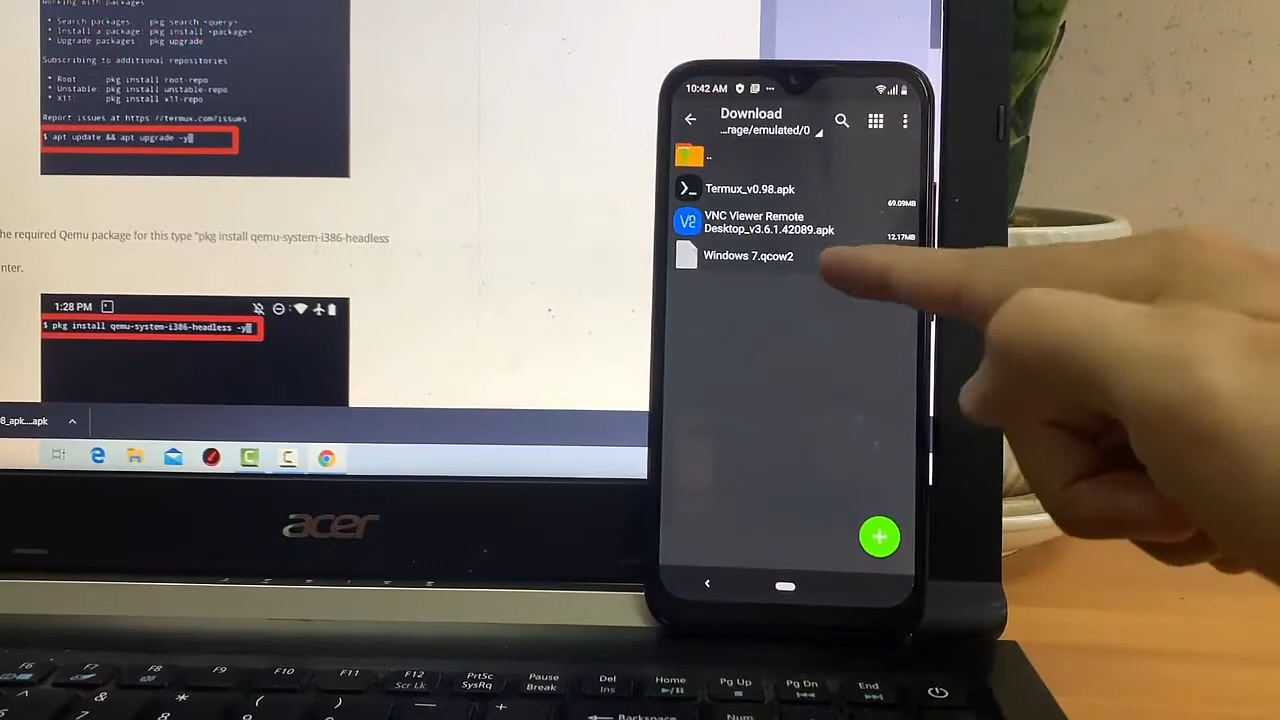 Working with packages
* Search packages pkg search <query>
* Install a package: pkg install <package>
* Upgrade packages pkg upgrade
Subscribing to additional repositories
* Root: pkg install root-repo
* Unstable: pkg install unstable-repo
* X11: pkg install x11-repo
Report issues at https://termux.com/issues
$ apt update && apt upgrade -y
he required Qemu package for this type "pkg install qemu-system-i386-headless
nter.
1:28 PM
$ pkg install qemu-system-i386-headless -y
8_apk....apk
acer
10:42 AM
Download
...rage/emulated/0
..
Termux_v0.98.apk
69.09MB
VNC Viewer Remote
Desktop_v3.6.1.42089.apk
12.17MB
Windows 7.qcow2
F6
F7
F8
F9
F10
F11
F12
Scr Lk
PrtSc
SysRq
Pause
Break
Del
Ins
Home
Pg Up
Pg Dn
End
^
&
*
(
)
—
+
7
8
9
0
Backspace
Num